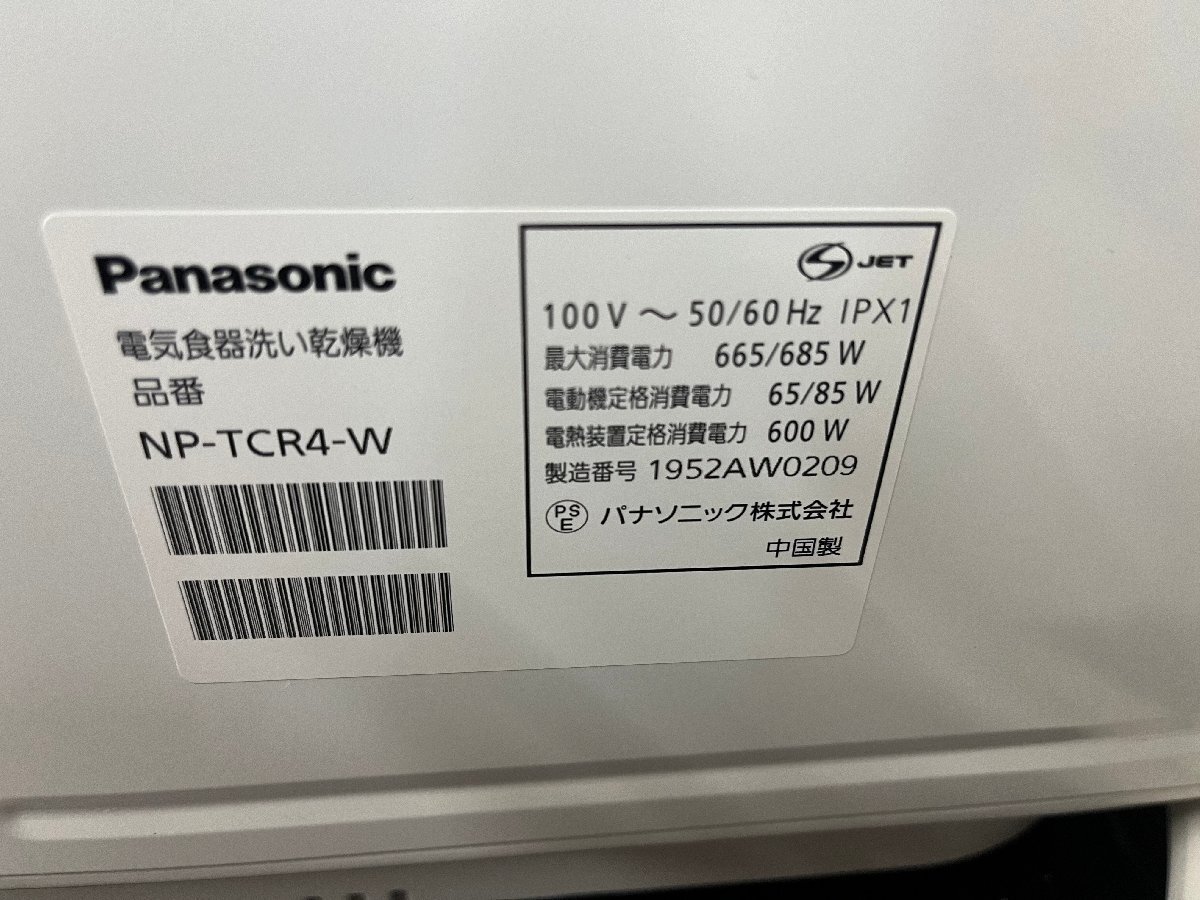 Panasonic
電気食器洗い乾燥機
品番
NP-TCR4-W
JET
100V ～ 50/60Hz IPX1
最大消費電力 665/685W
電動機定格消費電力 65/85W
電熱装置定格消費電力 600W
製造番号 1952AW0209
PSE パナソニック株式会社
中国製